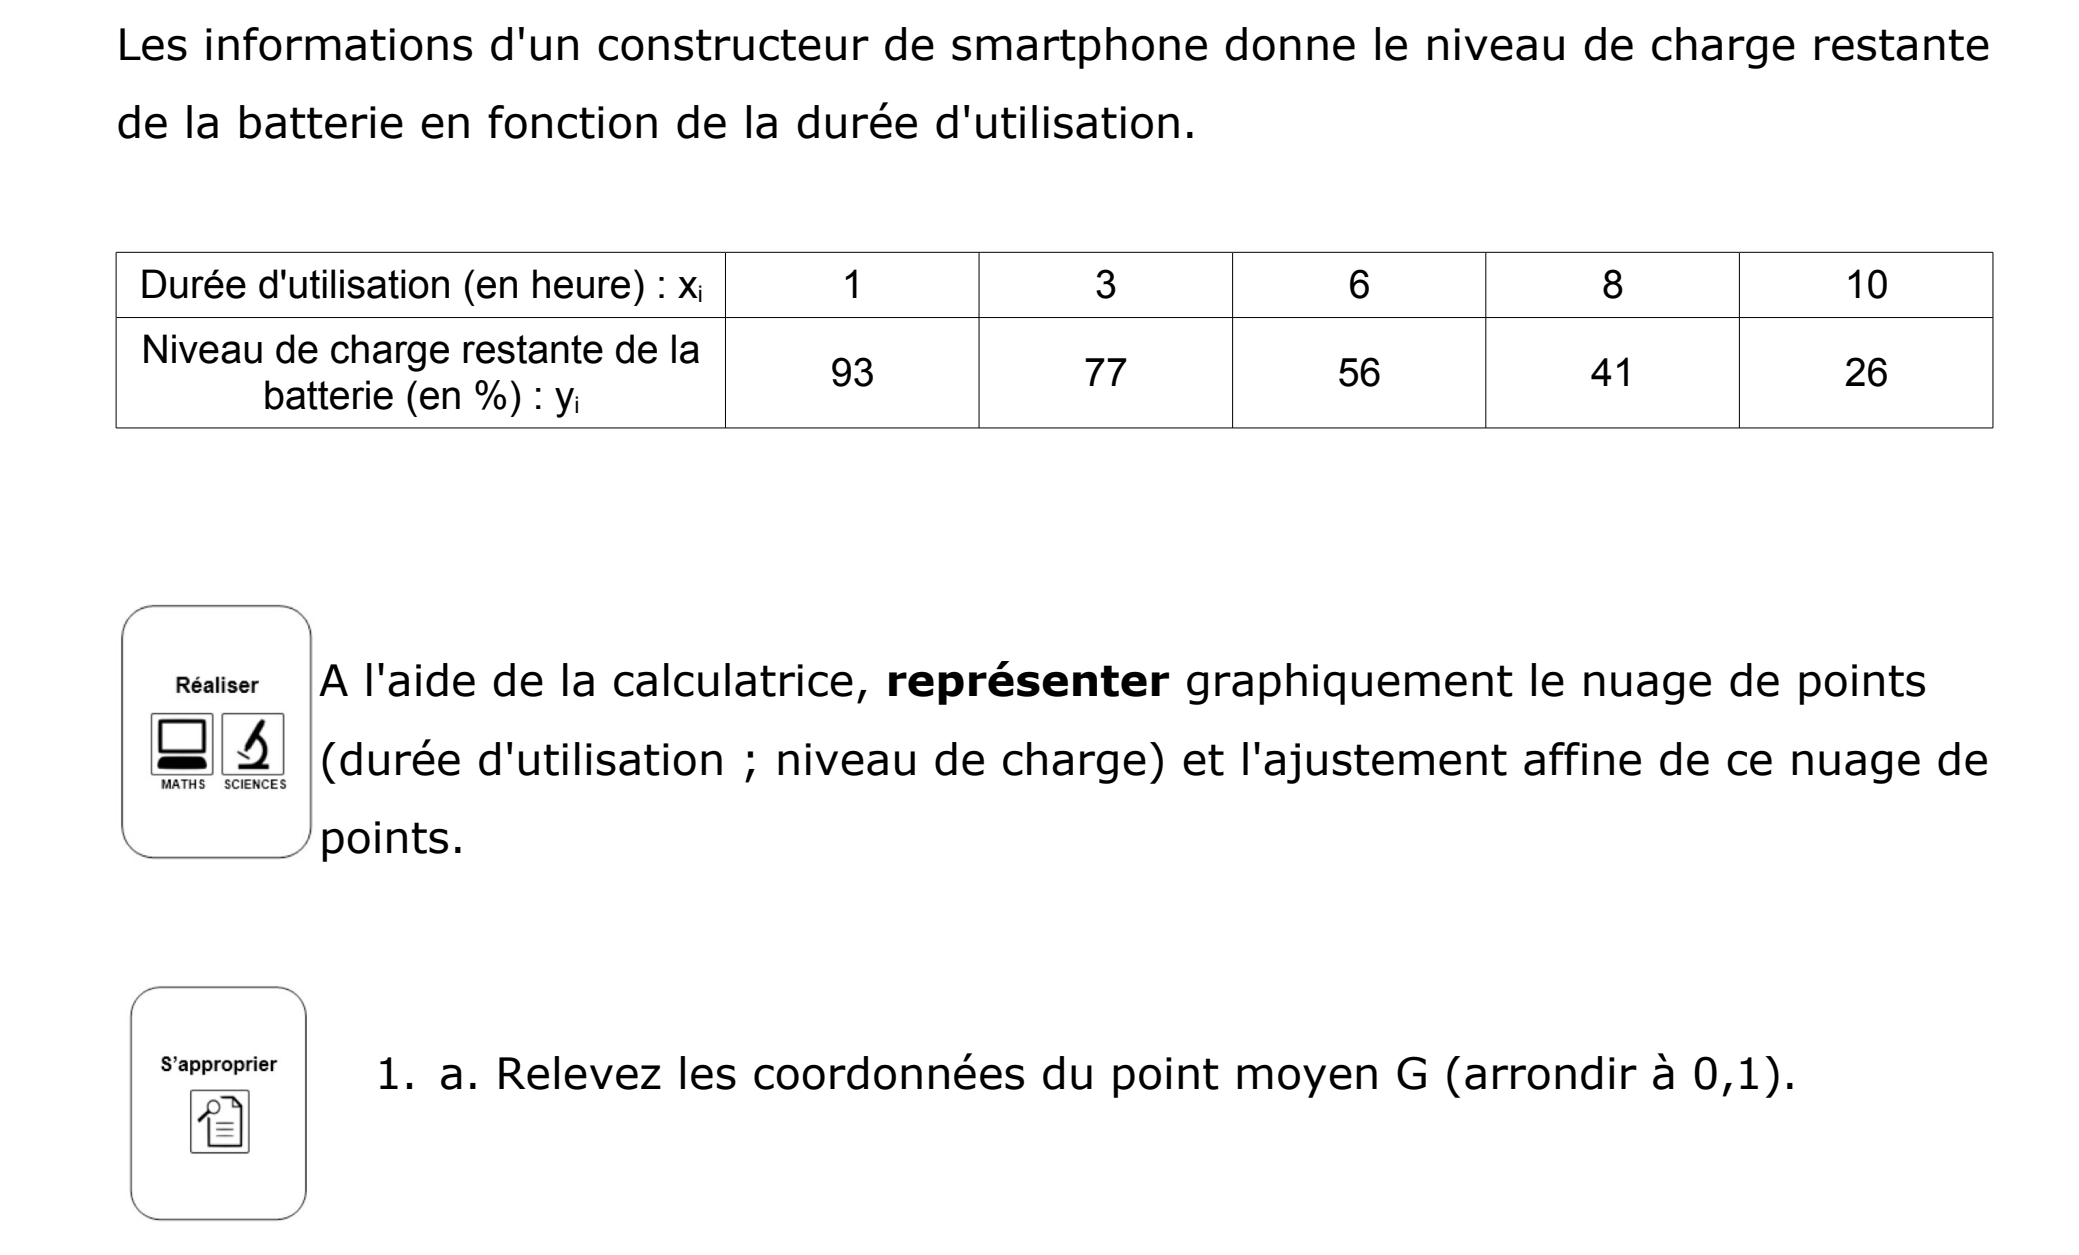 Les informations d'un constructeur de smartphone donne le niveau de charge restante
de la batterie en fonction de la durée d'utilisation.
Durée d'utilisation (en heure) : xi 1 3 6 8 10
Niveau de charge restante de la
batterie (en %) : yi 93 77 56 41 26
Réaliser
MATHS SCIENCES
A l'aide de la calculatrice, représenter graphiquement le nuage de points
(durée d'utilisation ; niveau de charge) et l'ajustement affine de ce nuage de
points.
S'approprier
1. a. Relevez les coordonnées du point moyen G (arrondir à 0,1).